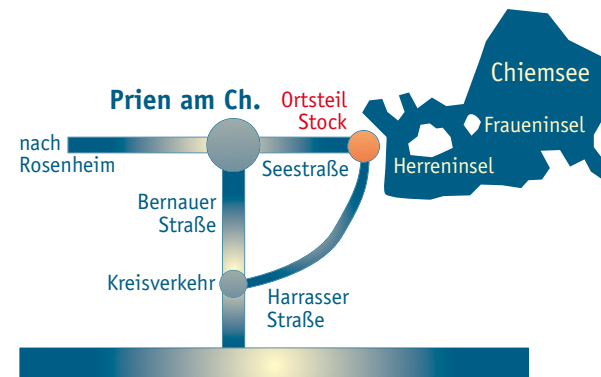 Chiemsee
Prien am Ch.
Ortsteil
Stock
Fraueninsel
nach
Rosenheim
Seestraße
Herreninsel
Bernauer
Straße
Kreisverkehr
Harrasser
Straße